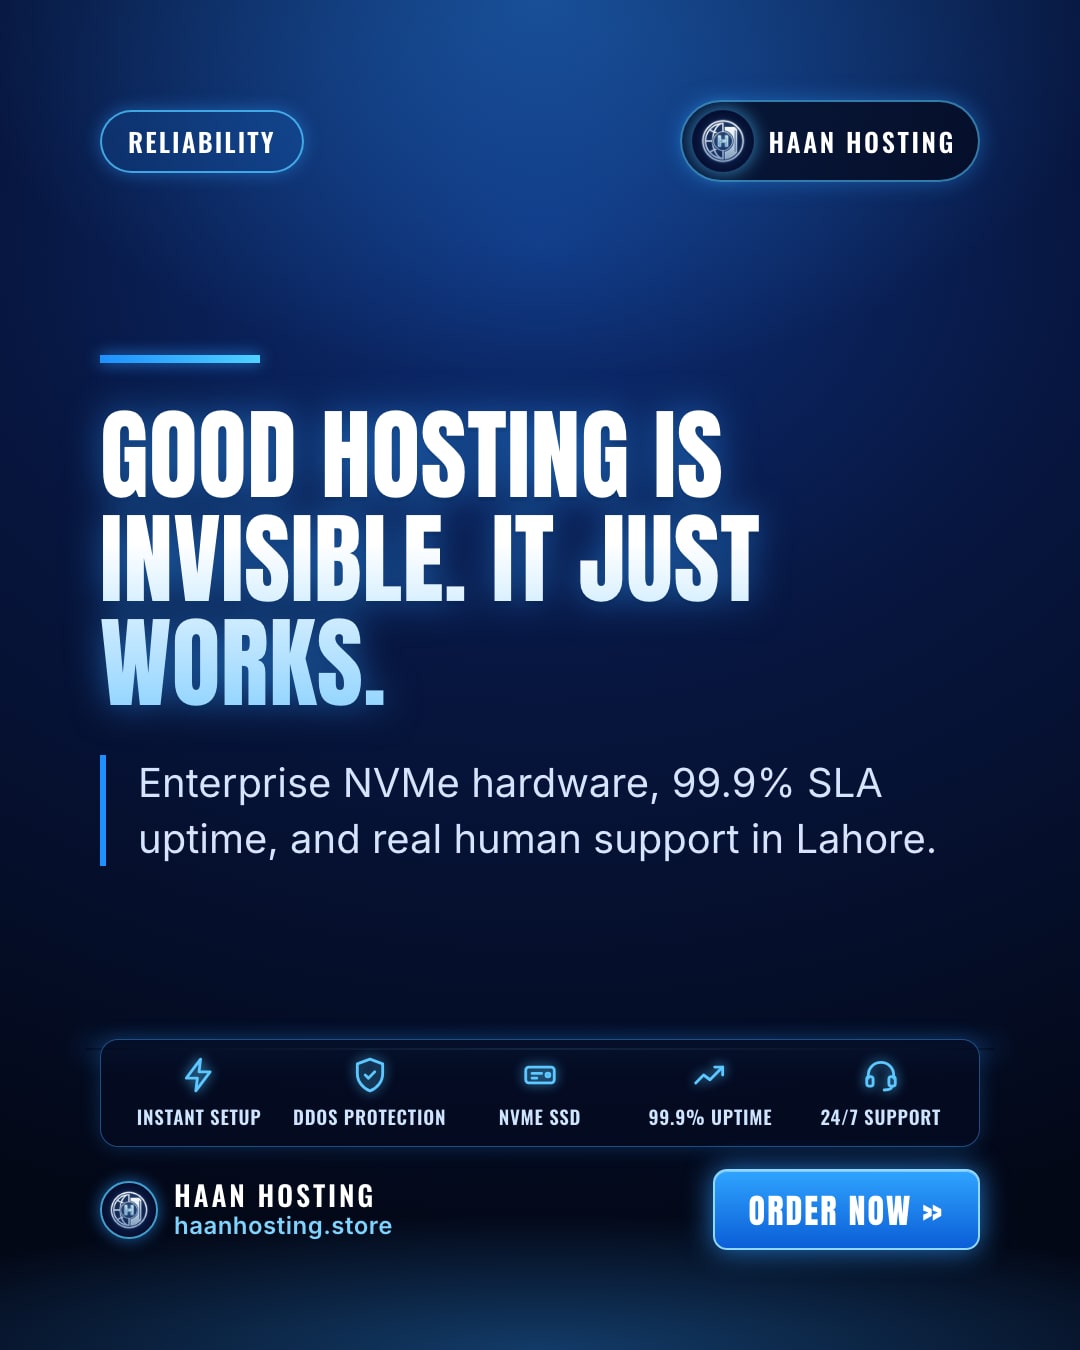 RELIABILITY
HAAN HOSTING
GOOD HOSTING IS
INVISIBLE. IT JUST
WORKS.
Enterprise NVMe hardware, 99.9% SLA
uptime, and real human support in Lahore.
INSTANT SETUP
DDOS PROTECTION
NVME SSD
99.9% UPTIME
24/7 SUPPORT
HAAN HOSTING
haanhosting.store
ORDER NOW »